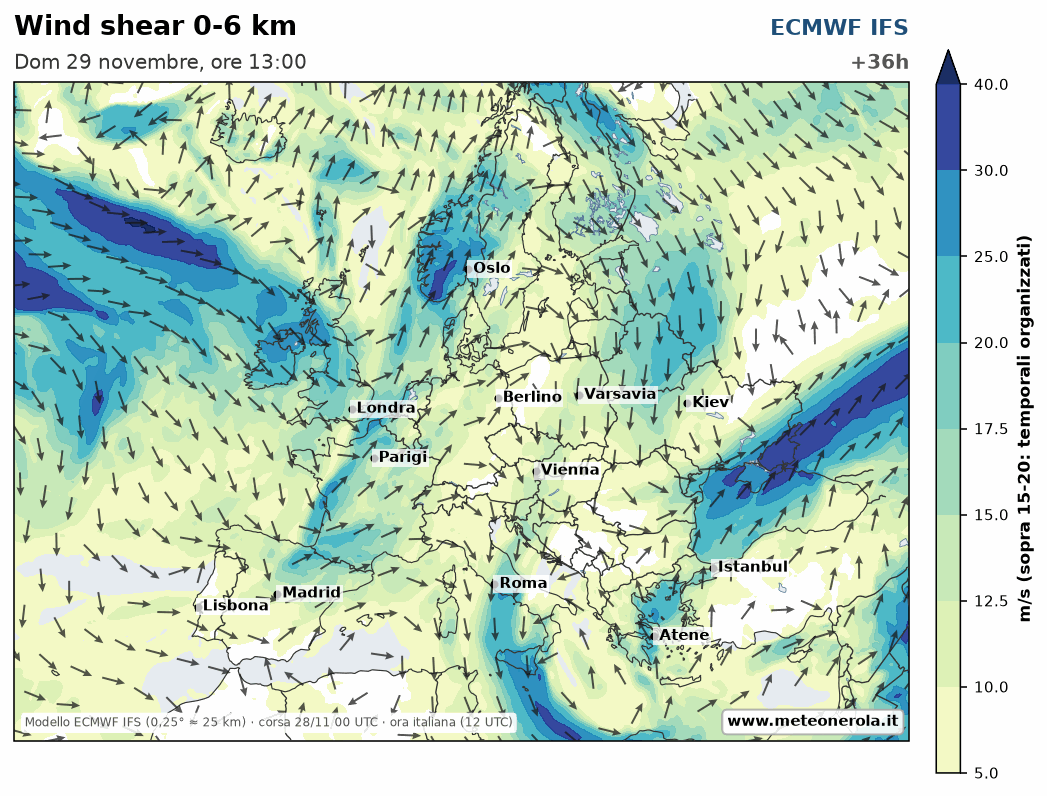 Wind shear 0-6 km
ECMWF IFS
Dom 29 novembre, ore 13:00
+36h
40.0
30.0
25.0
20.0
17.5
15.0
12.5
10.0
5.0
m/s (sopra 15-20: temporali organizzati)
Oslo
Berlino
Varsavia
Kiev
Londra
Parigi
Vienna
Istanbul
Roma
Madrid
Lisbona
Atene
Modello ECMWF IFS (0,25° ≈ 25 km) · corsa 28/11 00 UTC · ora italiana (12 UTC)
www.meteonerola.it